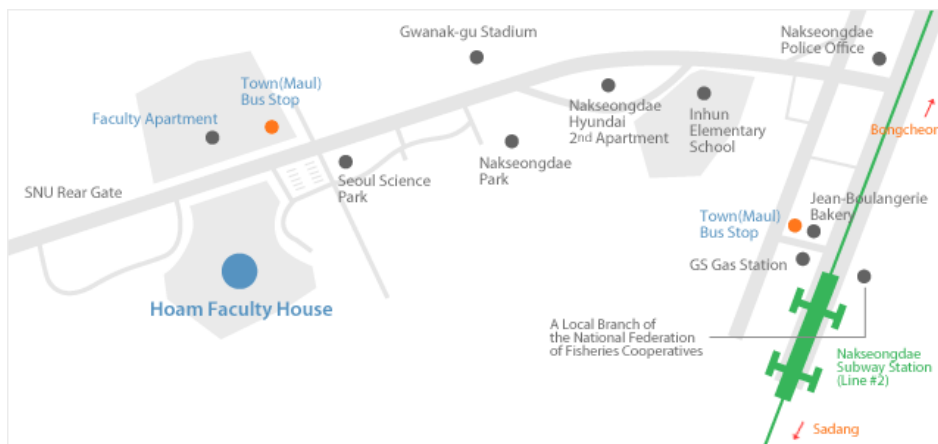 Gwanak-gu Stadium
Nakseongdae
Police Office
Town(Maul)
Bus Stop
Faculty Apartment
Nakseongdae
Hyundai
2nd Apartment
Inhun
Elementary
School
Bongcheon
Seoul Science
Park
Nakseongdae
Park
SNU Rear Gate
Jean-Boulangerie
Bakery
Town(Maul)
Bus Stop
GS Gas Station
Hoam Faculty House
A Local Branch of
the National Federation
of Fisheries Cooperatives
Nakseongdae
Subway Station
(Line #2)
Sadang